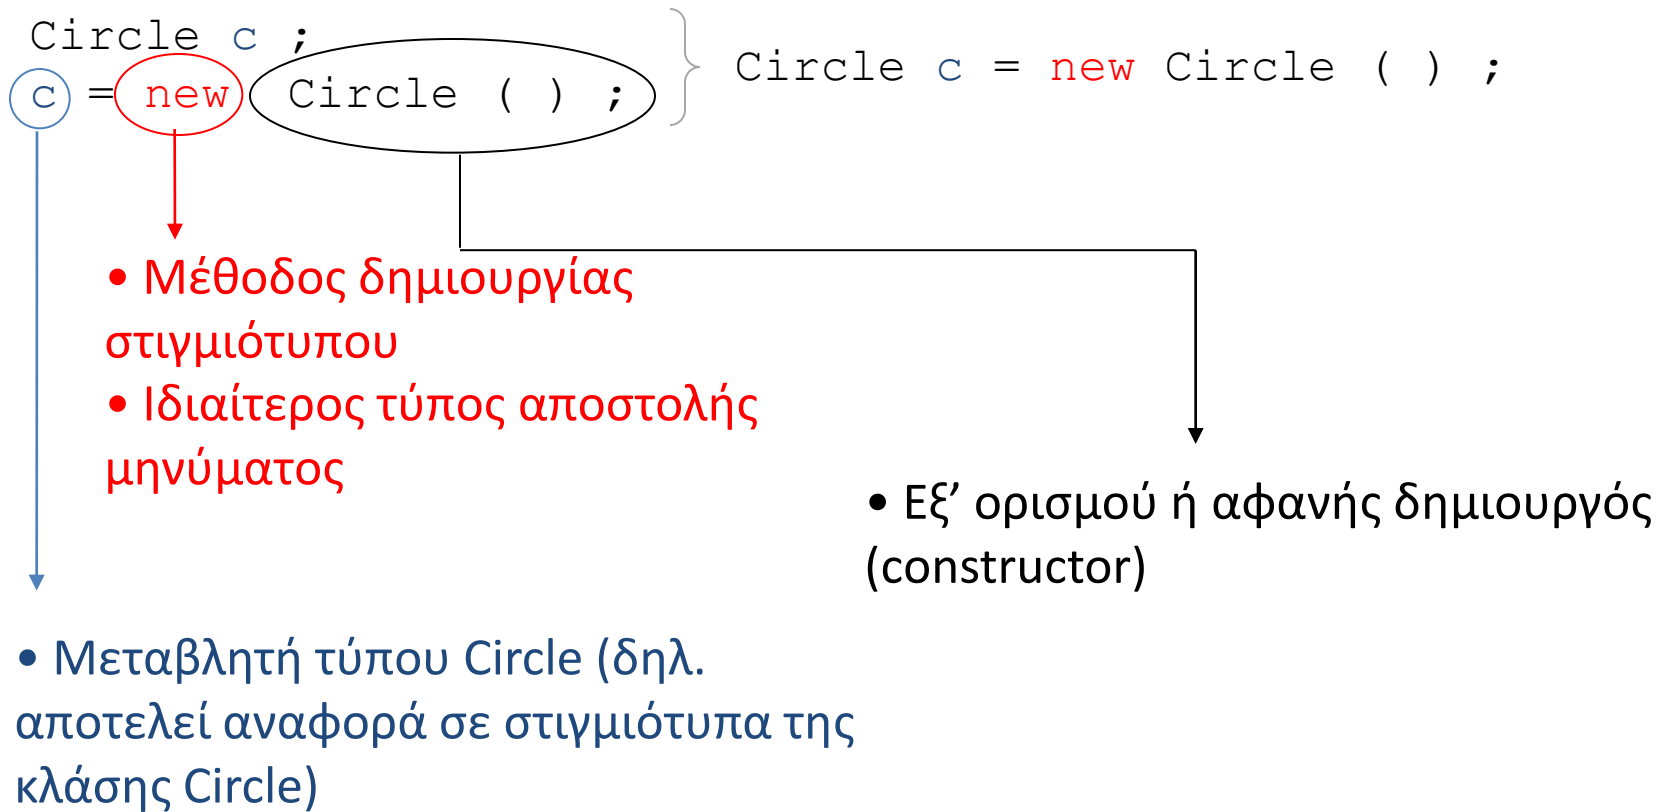 Circle c ;
c = new Circle ( ) ;
Circle c = new Circle ( ) ;
• Μέθοδος δημιουργίας
στιγμιότυπου
• Ιδιαίτερος τύπος αποστολής
μηνύματος
• Εξ’ ορισμού ή αφανής δημιουργός
(constructor)
• Μεταβλητή τύπου Circle (δηλ.
αποτελεί αναφορά σε στιγμιότυπα της
κλάσης Circle)